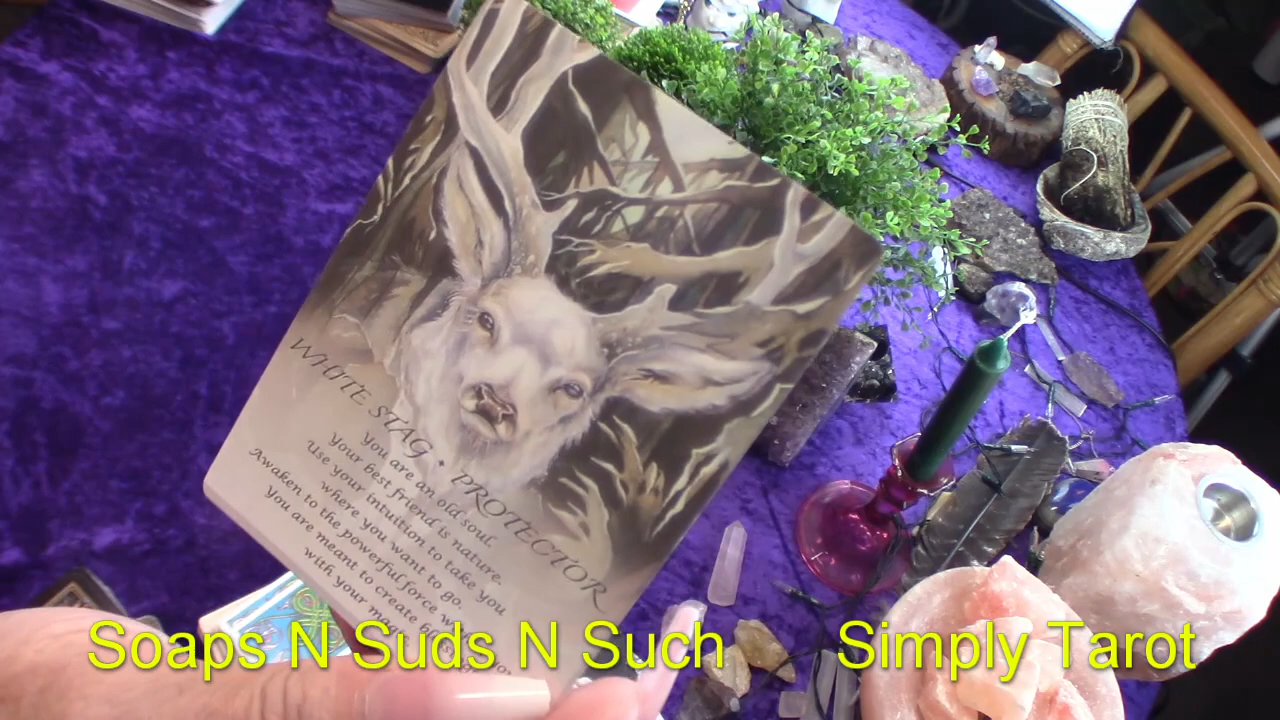 WHITE STAG • PROTECTOR
You are an old soul.
Your best friend is nature.
Use your intuition to take you
where you want to go.
Awaken to the powerful force
You are meant to create
with your
Soaps N Suds N Such Simply Tarot